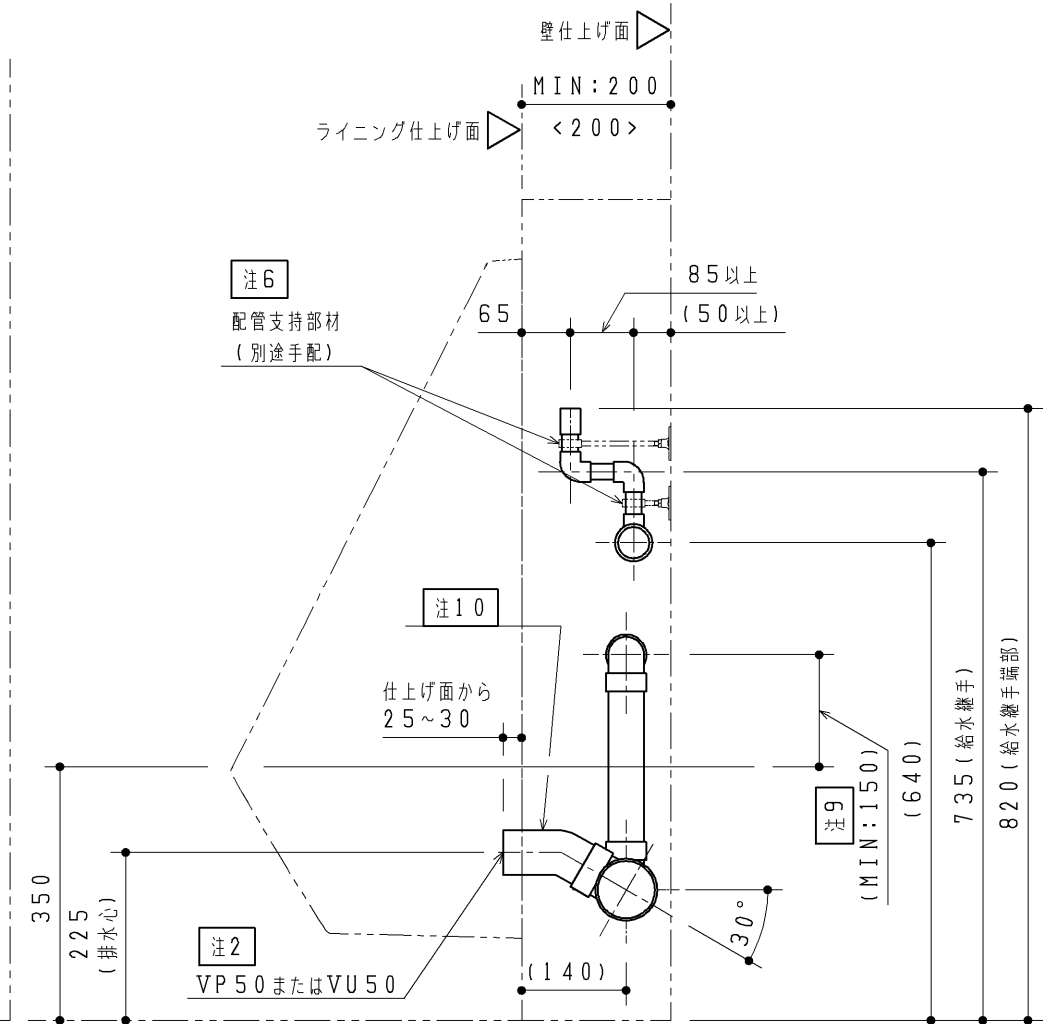 壁仕上げ面
MIN:200
<200>
ライニング仕上げ面
注6
配管支持部材
(別途手配)
65
85以上
(50以上)
注10
仕上げ面から
25~30
350
225
(排水心)
注2
VP50またはVU50
(140)
30°
注9
(MIN:150)
(640)
735(給水継手)
820(給水継手端部)